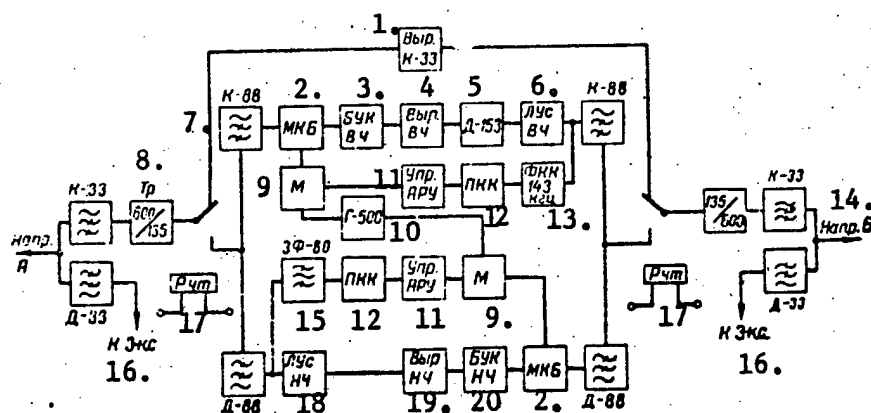 1.
Выр.
К-33
К-88
2.
3.
4
5
6.
К-88
7.
МКБ
БУК
ВЧ
Выр
ВЧ
Д-153
ЛУС
ВЧ
8.
Тр
9
М
11
Упр.
АРУ
ПКК
12
ФКК
143
кгц
13.
К-33
600/135
Г-500
10
135/600
К-33
14.
Напр.
А
Напр. Б
ЗФ-80
ПКК
Упр.
АРУ
М
Рчт
17
15
12
11
9.
Рчт
17
Д-33
К Э-ке
16.
Д-33
К Э-ке
16.
Д-88
ЛУС
НЧ
18
Выр
НЧ
19.
БУК
НЧ
20
МКБ
2.
Д-88